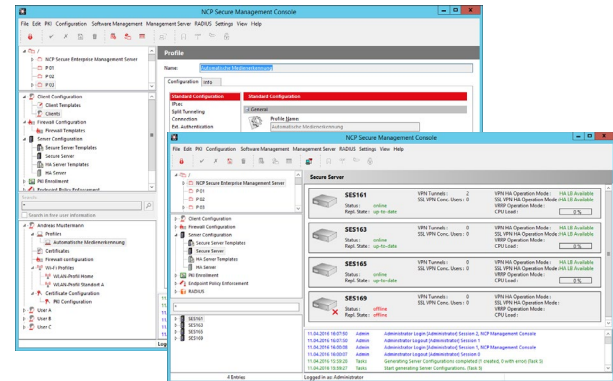 NCP Secure Management Console
File Edit PKI Configuration Software Management Management Server RADIUS Settings View Help
/
NCP Secure Enterprise Management Server
P 01
P 02
P 03
Client Configuration
Client Templates
Clients
Firewall Configuration
Firewall Templates
Server Configuration
Secure Server Templates
Secure Server
HA Server Templates
HA Server
PKI Enrollment
Endpoint Policy Enforcement
Search:
Search in free user information
Andreas Mustermann
Profiles
Automatische Medienerkennung
Certificates
Firewall configuration
Wi-Fi Profiles
WLAN-Profil Home
WLAN-Profil Standort A
Certificate Configuration
PKI Configuration
User A
User B
User C
Profile
Name: Automatische Medienerkennung
Configuration Info
Standard Configuration
IPsec
Split Tunneling
Connection
Ext. Authentication
Standard Configuration
General
Profile Name:
Automatische Medienerkennung
NCP Secure Management Console
File Edit PKI Configuration Software Management Management Server RADIUS Settings View Help
/
NCP Secure Enterprise Management Server
P 01
P 02
P 03
Client Configuration
Firewall Configuration
Server Configuration
Secure Server Templates
Secure Server
HA Server Templates
HA Server
PKI Enrollment
Endpoint Policy Enforcement
RADIUS
SES161
SES163
SES165
SES169
4 Entries
Secure Server
SES161 VPN Tunnels: 2 VPN HA Operation Mode: HA LB Available
SSL VPN Conc. Users: 0 SSL VPN HA Operation Mode: HA LB Available
Status: online VRRP Operation Mode:
Repl. State: up-to-date CPU Load: 0 %
SES163 VPN Tunnels: 0 VPN HA Operation Mode: HA LB Available
SSL VPN Conc. Users: 0 SSL VPN HA Operation Mode: HA LB Available
Status: online VRRP Operation Mode:
Repl. State: up-to-date CPU Load: 0 %
SES165 VPN Tunnels: 0 VPN HA Operation Mode: HA LB Available
SSL VPN Conc. Users: 0 SSL VPN HA Operation Mode: HA LB Available
Status: online VRRP Operation Mode:
Repl. State: up-to-date CPU Load: 0 %
SES169 VPN Tunnels: 0 VPN HA Operation Mode:
SSL VPN Conc. Users: 0 SSL VPN HA Operation Mode:
Status: offline VRRP Operation Mode:
Repl. State: offline CPU Load: 0 %
11.04.2016 16:07:50 Admin Administrator Login [Administrator] Session 2, NCP Management Console
11.04.2016 16:07:50 Admin Administrator Logout [Administrator] Session 1
11.04.2016 16:00:08 Admin Administrator Login [Administrator] Session 1, NCP Management Console
11.04.2016 16:00:07 Admin Administrator Logout [Administrator] Session 0
11.04.2016 15:59:28 Tasks Generating Server Configurations completed (1 created, 0 with error) (Task 5)
11.04.2016 15:59:27 Tasks Start generating Server Configurations. (Task 5)
Logged in as: Administrator